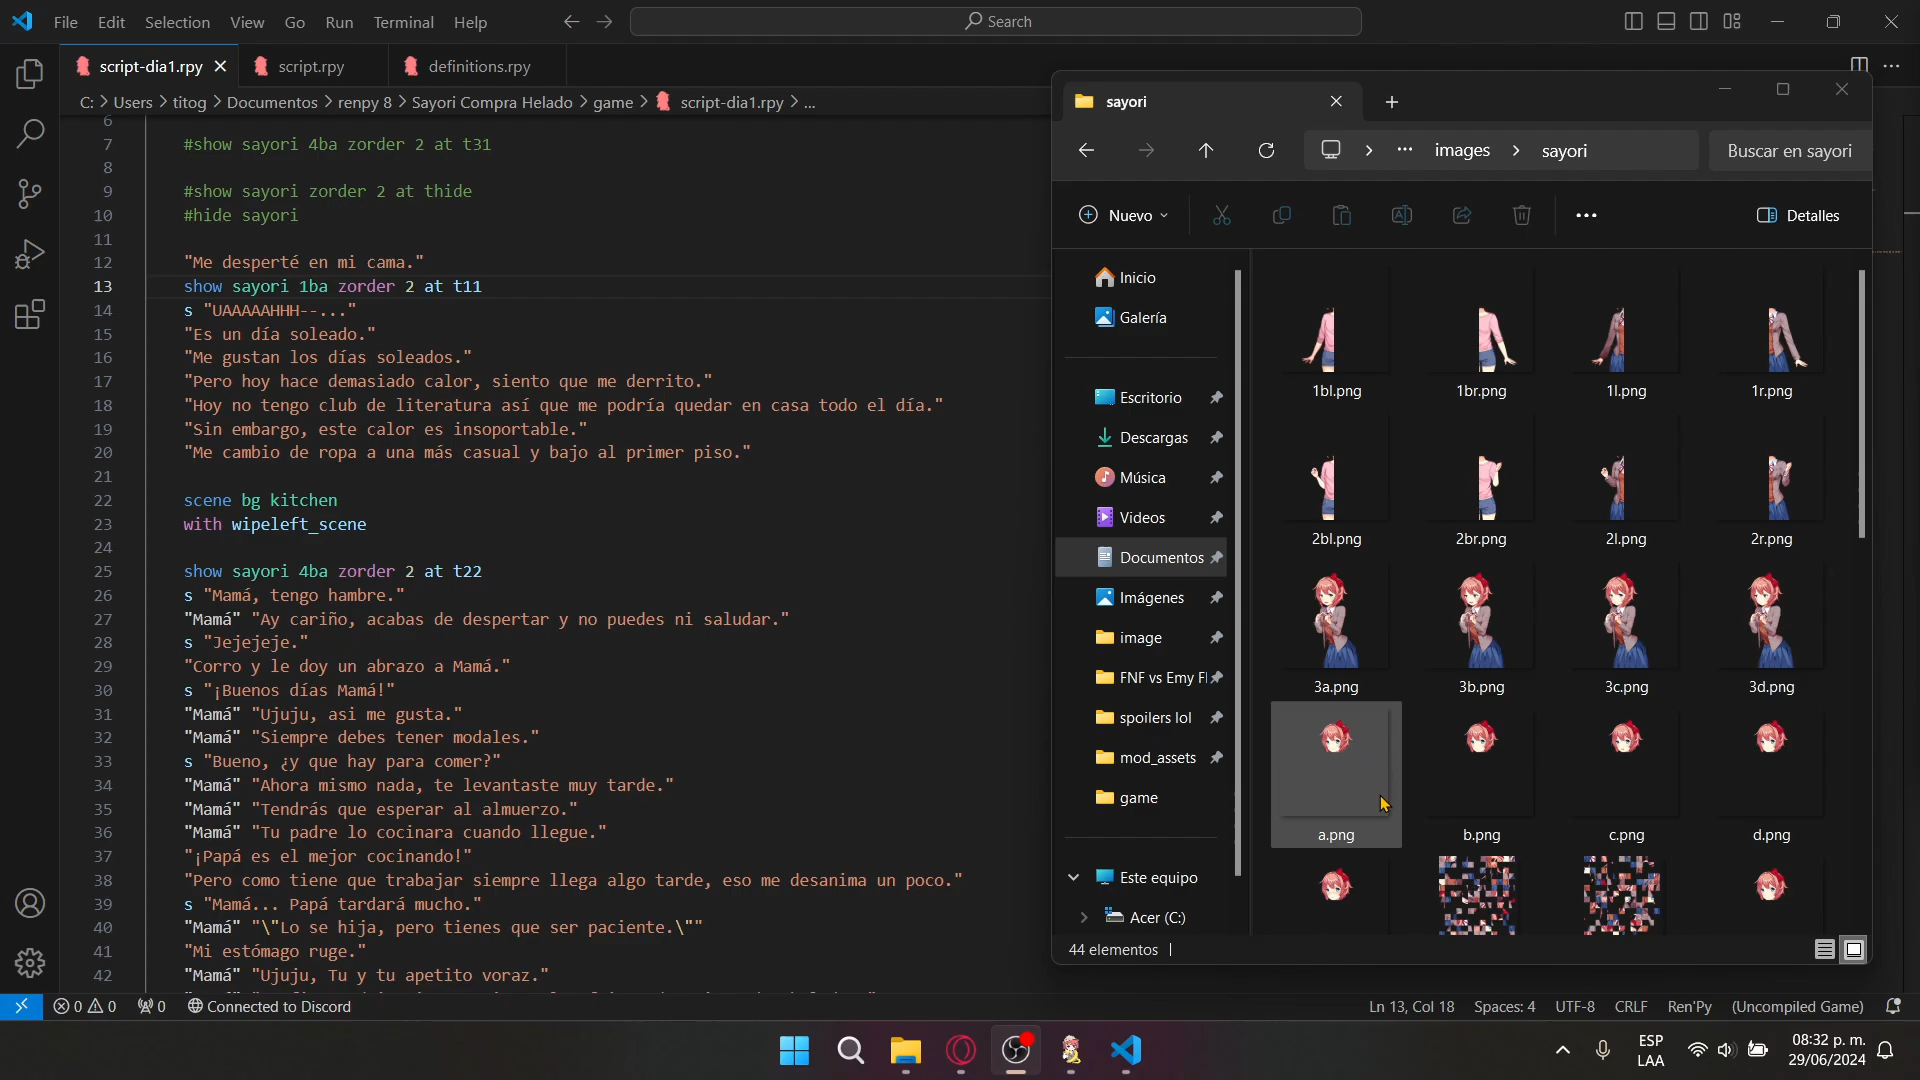 File Edit Selection View Go Run Terminal Help
Search
script-dia1.rpy
script.rpy
definitions.rpy
C: > Users > titog > Documentos > renpy 8 > Sayori Compra Helado > game > script-dia1.rpy > ...
6
7 #show sayori 4ba zorder 2 at t31
8
9 #show sayori zorder 2 at thide
10 #hide sayori
11
12 "Me desperté en mi cama."
13 show sayori 1ba zorder 2 at t11
14 s "UAAAAAHHH--..."
15 "Es un día soleado."
16 "Me gustan los días soleados."
17 "Pero hoy hace demasiado calor, siento que me derrito."
18 "Hoy no tengo club de literatura así que me podría quedar en casa todo el día."
19 "Sin embargo, este calor es insoportable."
20 "Me cambio de ropa a una más casual y bajo al primer piso."
21
22 scene bg kitchen
23 with wipeleft_scene
24
25 show sayori 4ba zorder 2 at t22
26 s "Mamá, tengo hambre."
27 "Mamá" "Ay cariño, acabas de despertar y no puedes ni saludar."
28 s "Jejejeje."
29 "Corro y le doy un abrazo a Mamá."
30 s "¡Buenos días Mamá!"
31 "Mamá" "Ujuju, asi me gusta."
32 "Mamá" "Siempre debes tener modales."
33 s "Bueno, ¿y que hay para comer?"
34 "Mamá" "Ahora mismo nada, te levantaste muy tarde."
35 "Mamá" "Tendrás que esperar al almuerzo."
36 "Mamá" "Tu padre lo cocinara cuando llegue."
37 "¡Papá es el mejor cocinando!"
38 "Pero como tiene que trabajar siempre llega algo tarde, eso me desanima un poco."
39 s "Mamá... Papá tardará mucho."
40 "Mamá" "\"Lo se hija, pero tienes que ser paciente.\""
41 "Mi estómago ruge."
42 "Mamá" "Ujuju, Tu y tu apetito voraz."
sayori
images > sayori
Buscar en sayori
Nuevo
Detalles
Inicio
Galería
Escritorio
Descargas
Música
Videos
Documentos
Imágenes
image
FNF vs Emy Fl
spoilers lol
mod_assets
game
Este equipo
Acer (C:)
1bl.png 1br.png 1l.png 1r.png
2bl.png 2br.png 2l.png 2r.png
3a.png 3b.png 3c.png 3d.png
a.png b.png c.png d.png
44 elementos
0 0 0 Connected to Discord
Ln 13, Col 18 Spaces: 4 UTF-8 CRLF Ren'Py (Uncompiled Game)
ESP
LAA
08:32 p. m.
29/06/2024